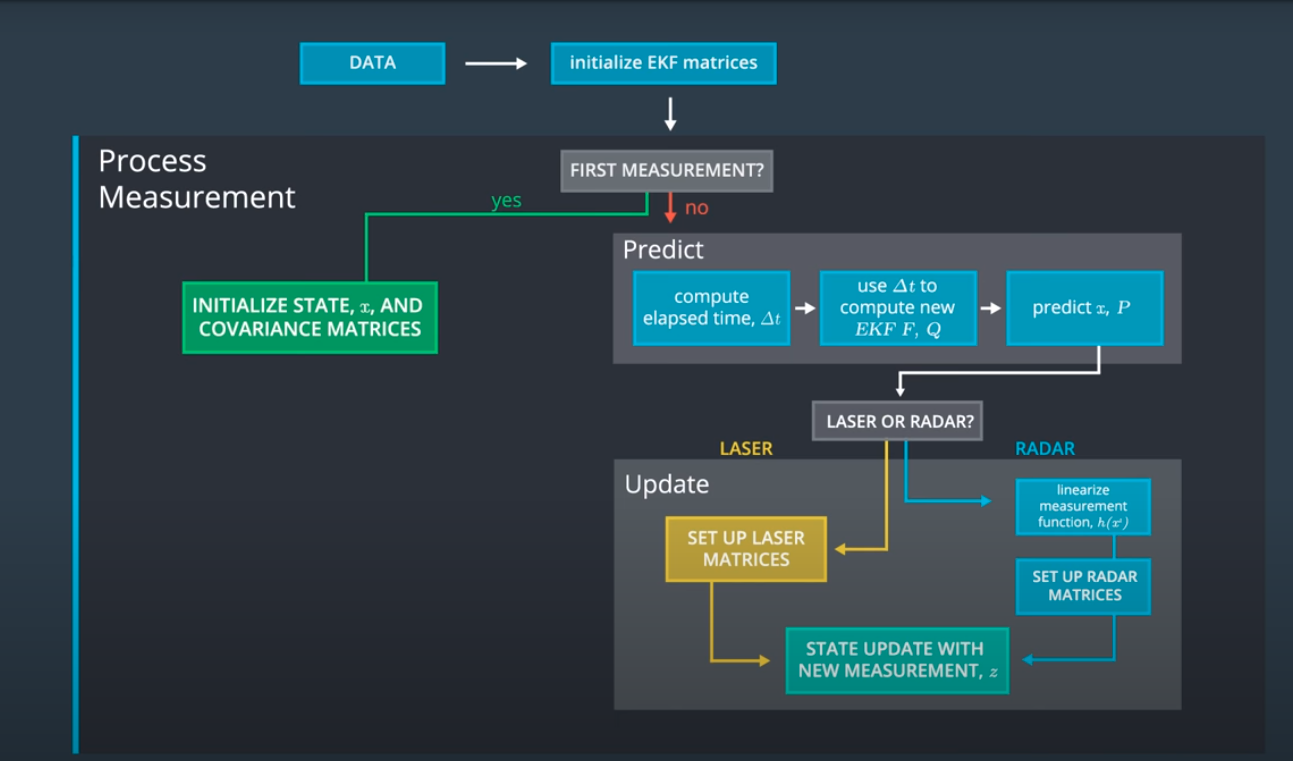 DATA
initialize EKF matrices
Process
Measurement
FIRST MEASUREMENT?
yes
no
INITIALIZE STATE, x, AND
COVARIANCE MATRICES
Predict
compute
elapsed time, Δt
use Δt to
compute new
EKF F, Q
predict x, P
LASER OR RADAR?
LASER
RADAR
Update
linearize
measurement
function, h(x')
SET UP LASER
MATRICES
SET UP RADAR
MATRICES
STATE UPDATE WITH
NEW MEASUREMENT, z